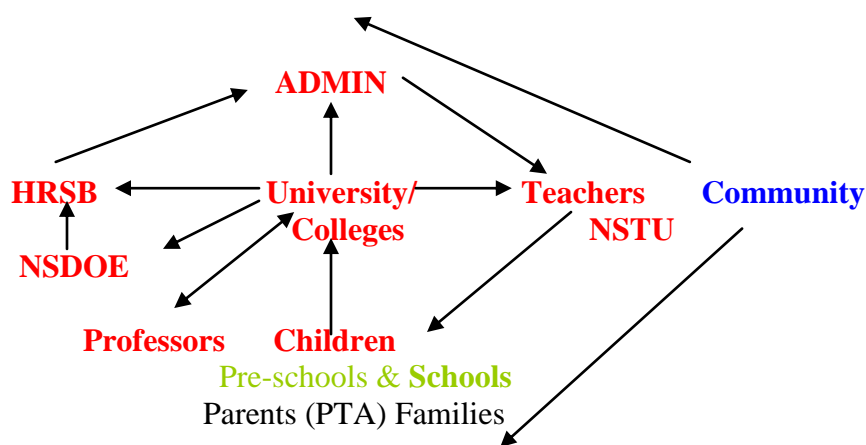 ADMIN
HRSB University/ Teachers Community
Colleges NSTU
NSDOE
Professors Children
Pre-schools & Schools
Parents (PTA) Families